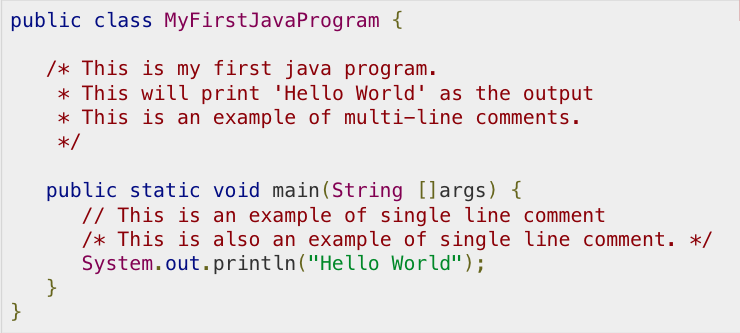 public class MyFirstJavaProgram {

   /* This is my first java program.
    * This will print 'Hello World' as the output
    * This is an example of multi-line comments.
    */

   public static void main(String []args) {
      // This is an example of single line comment
      /* This is also an example of single line comment. */
      System.out.println("Hello World");
   }
}